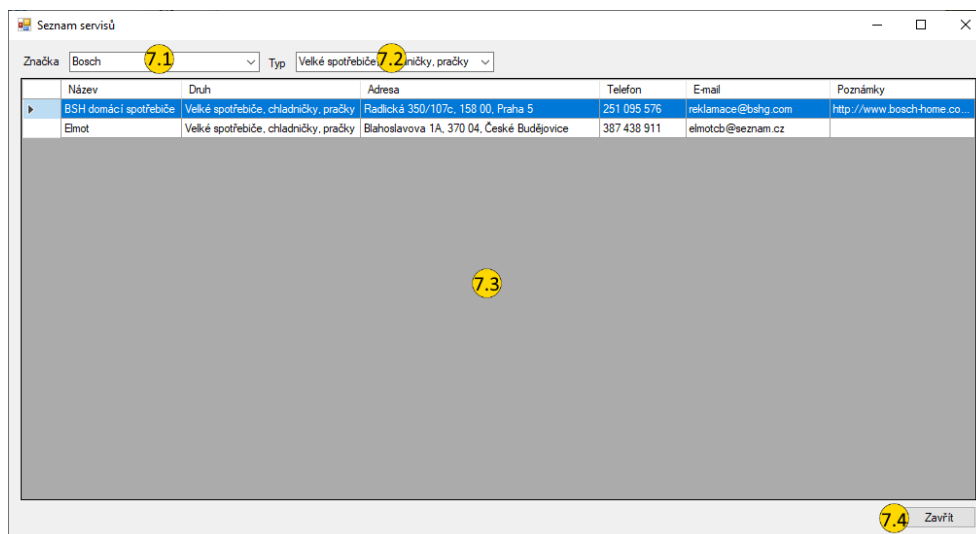 Seznam servisů
Značka Bosch 7.1 Typ Velké spotřebiče 7.2 ničky, pračky
Název Druh Adresa Telefon E-mail Poznámky
BSH domácí spotřebiče Velké spotřebiče, chladničky, pračky Radlická 350/107c, 158 00, Praha 5 251 095 576 reklamace@bshg.com http://www.bosch-home.co...
Elmot Velké spotřebiče, chladničky, pračky Blahoslavova 1A, 370 04, České Budějovice 387 438 911 elmotcb@seznam.cz
7.3
7.4 Zavřít